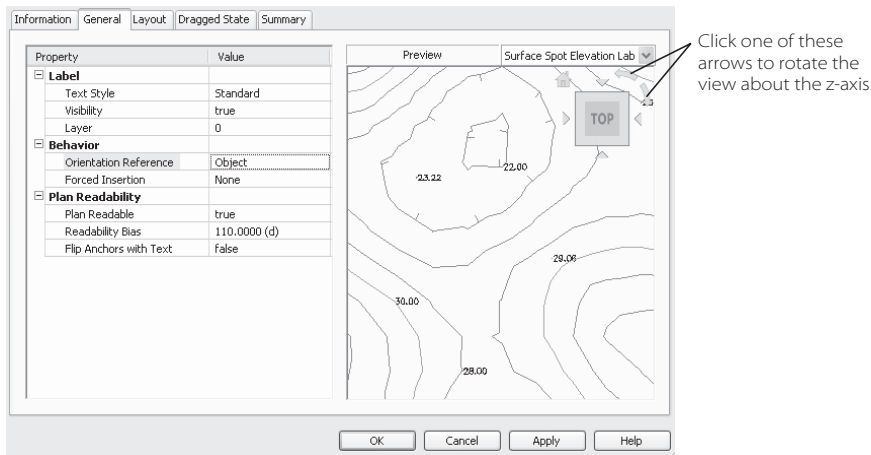 Information General Layout Dragged State Summary
Property Value
Label
Text Style Standard
Visibility true
Layer 0
Behavior
Orientation Reference Object
Forced Insertion None
Plan Readability
Plan Readable true
Readability Bias 110.0000 (d)
Flip Anchors with Text false
Preview Surface Spot Elevation Lab
TOP
23.22
22.00
29.06
30.00
28.00
OK Cancel Apply Help
Click one of these
arrows to rotate the
view about the z-axis